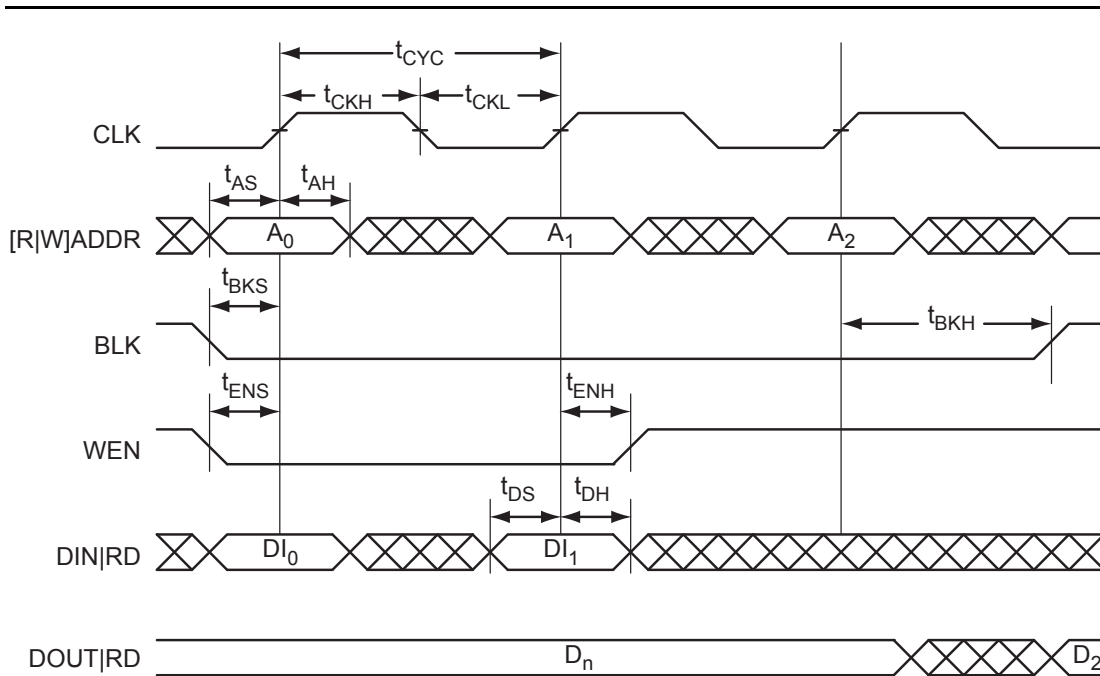 tCYC
tCKH tCKL
CLK
tAS tAH
[R|W]ADDR A0 A1 A2
tBKS
tBKH
BLK
tENS tENH
WEN
tDS tDH
DIN|RD DI0 DI1
DOUT|RD Dn D2